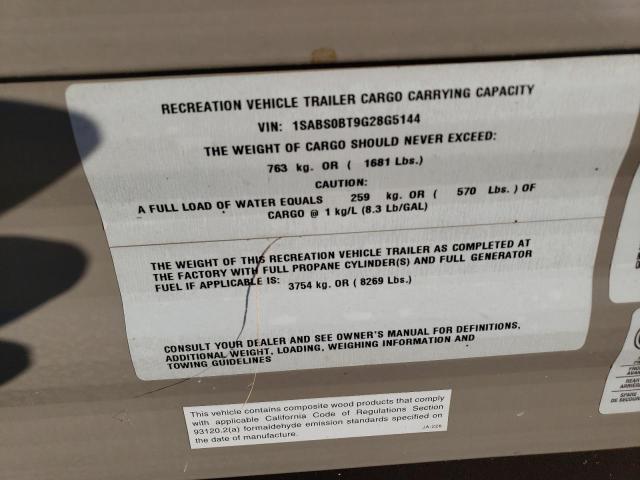 RECREATION VEHICLE TRAILER CARGO CARRYING CAPACITY
VIN: 1SABS0BT9G28G5144
THE WEIGHT OF CARGO SHOULD NEVER EXCEED:
763 kg. OR ( 1681 Lbs.)
CAUTION:
A FULL LOAD OF WATER EQUALS 259 kg. OR ( 570 Lbs. ) OF
CARGO @ 1 kg/L (8.3 Lb/GAL)
THE WEIGHT OF THIS RECREATION VEHICLE TRAILER AS COMPLETED AT
THE FACTORY WITH FULL PROPANE CYLINDER(S) AND FULL GENERATOR
FUEL IF APPLICABLE IS: 3754 kg. OR ( 8269 Lbs.)
CONSULT YOUR DEALER AND SEE OWNER'S MANUAL FOR DEFINITIONS,
ADDITIONAL WEIGHT, LOADING, WEIGHING INFORMATION AND
TOWING GUIDELINES
This vehicle contains composite wood products that comply
with applicable California Code of Regulations Section
93120.2(a) formaldehyde emission standards specified on
the date of manufacture.
JA-226
REAR
SPARE